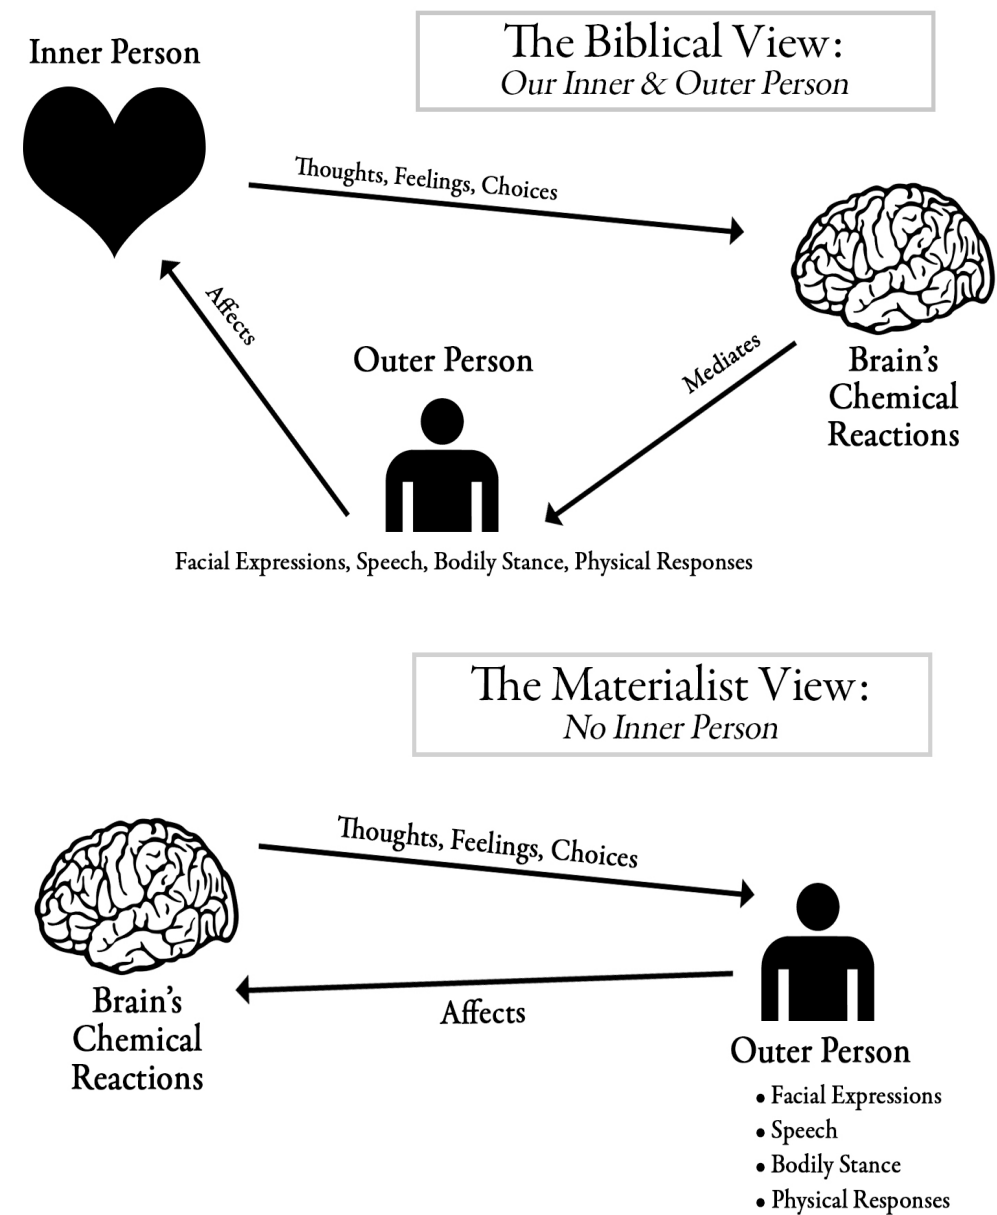 The Biblical View:
Our Inner & Outer Person
Inner Person
Thoughts, Feelings, Choices
Affects
Outer Person
Mediates
Brain's
Chemical
Reactions
Facial Expressions, Speech, Bodily Stance, Physical Responses
The Materialist View:
No Inner Person
Thoughts, Feelings, Choices
Brain's
Chemical
Reactions
Affects
Outer Person
• Facial Expressions
• Speech
• Bodily Stance
• Physical Responses